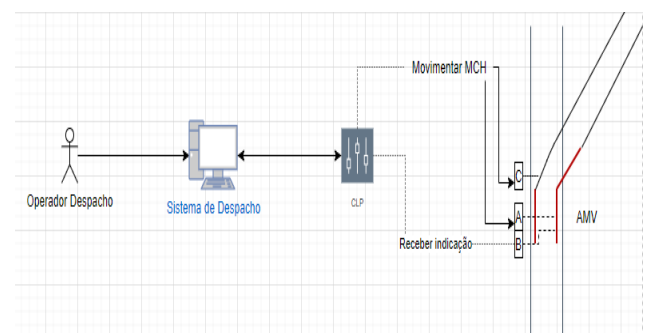 Movimentar MCH
C
Operador Despacho
Sistema de Despacho
CLP
A
AMV
Receber indicação
B